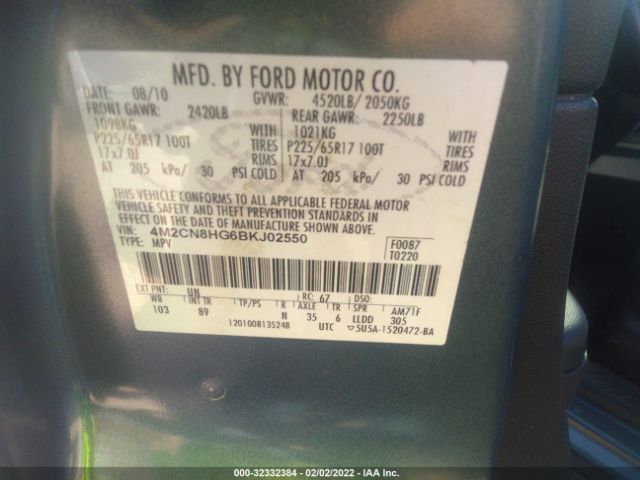 MFD. BY FORD MOTOR CO.
DATE: 08/10 GVWR: 4520LB/ 2050KG
FRONT GAWR: 2420LB REAR GAWR: 2250LB
1098KG WITH 1021KG WITH
P225/65R17 100T TIRES P225/65R17 100T TIRES
17x7.0J RIMS 17x7.0J RIMS
AT 205 kPa/ 30 PSI COLD AT 205 kPa/ 30 PSI COLD
THIS VEHICLE CONFORMS TO ALL APPLICABLE FEDERAL MOTOR
VEHICLE SAFETY AND THEFT PREVENTION STANDARDS IN
EFFECT ON THE DATE OF MANUFACTURE SHOWN ABOVE.
VIN: 4M2CN8HG6BKJ02550 F0087
TYPE: MPV T0220
EXT PNT: UN RC: 67 DSO:
WB INT TR TP/PS R AXLE TR SPR AM71F
103 89 N 35 6 LLDD 305
1201008135248 UTC 5U5A-1520472-BA
000-32332384 - 02/02/2022 - IAA Inc.